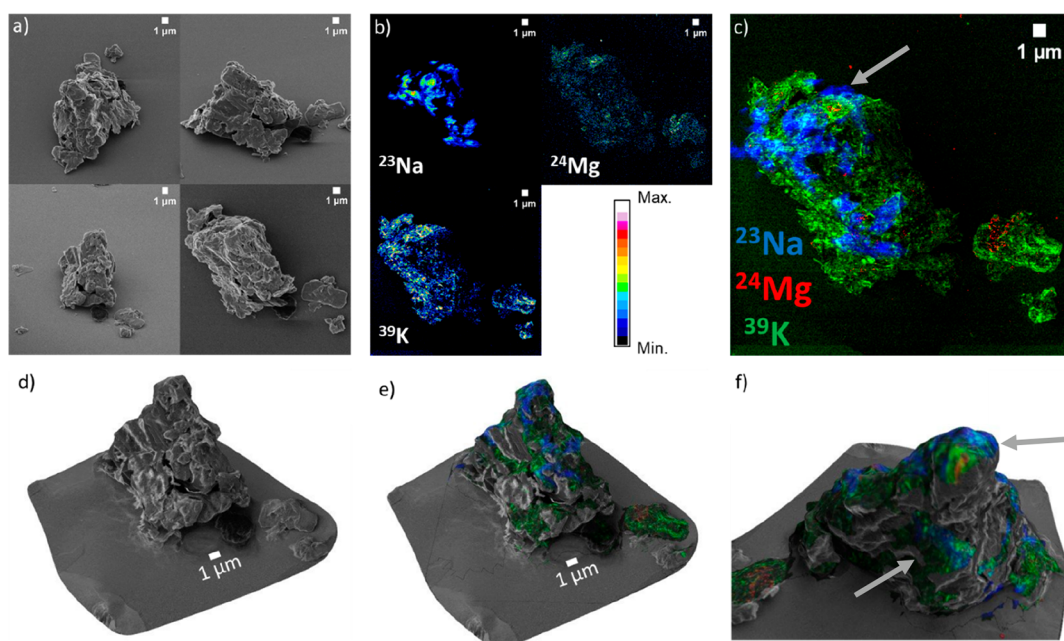 a)
1 µm
1 µm
1 µm
1 µm
b)
1 µm
1 µm
²³Na
²⁴Mg
1 µm
³⁹K
Max.
Min.
c)
1 µm
²³Na
²⁴Mg
³⁹K
d)
1 µm
e)
1 µm
f)